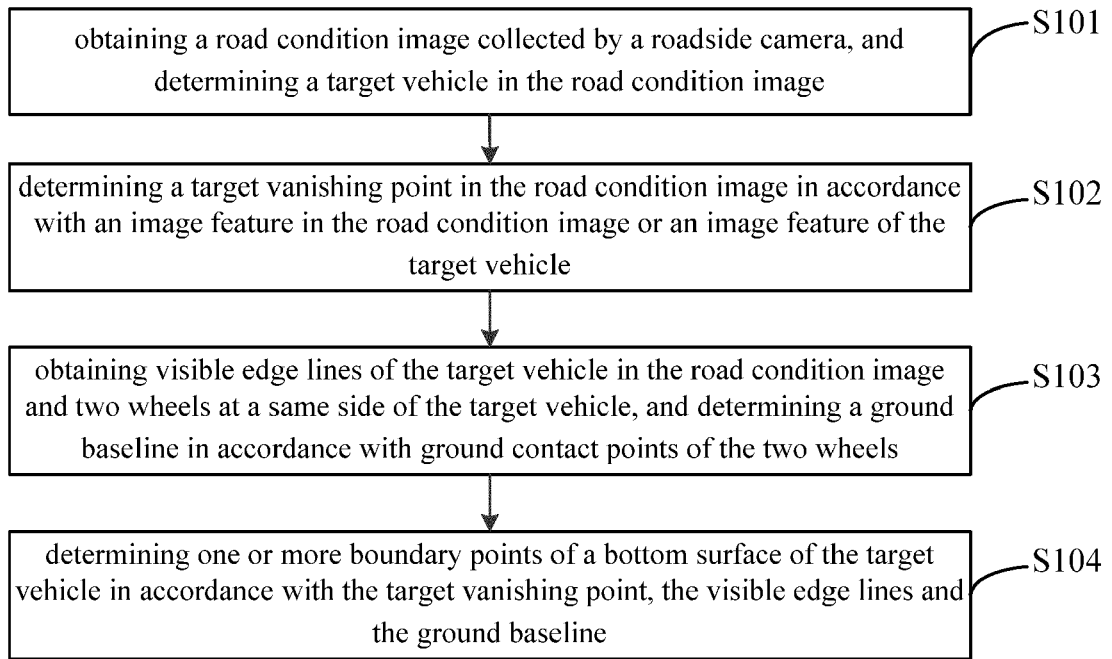 obtaining a road condition image collected by a roadside camera, and
determining a target vehicle in the road condition image
S101
determining a target vanishing point in the road condition image in accordance
with an image feature in the road condition image or an image feature of the
target vehicle
S102
obtaining visible edge lines of the target vehicle in the road condition image
and two wheels at a same side of the target vehicle, and determining a ground
baseline in accordance with ground contact points of the two wheels
S103
determining one or more boundary points of a bottom surface of the target
vehicle in accordance with the target vanishing point, the visible edge lines and
the ground baseline
S104